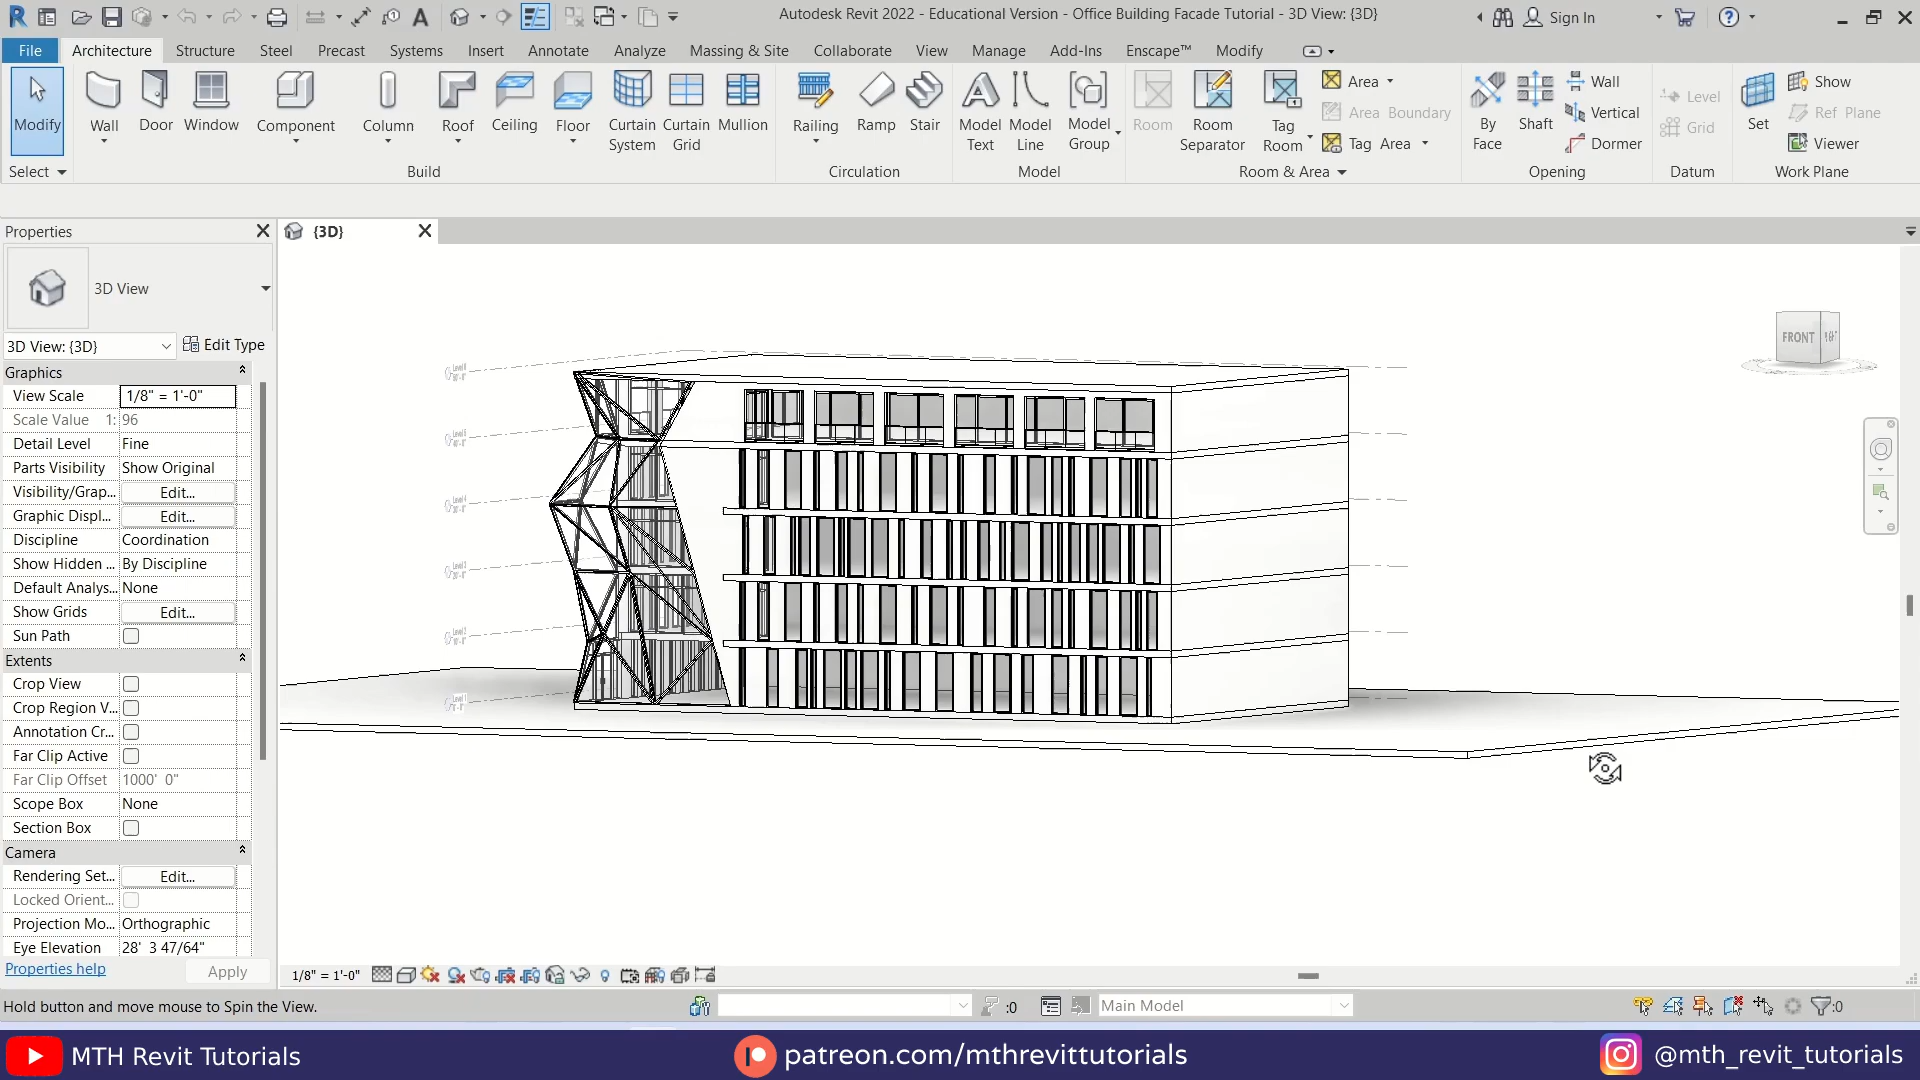 Autodesk Revit 2022 - Educational Version - Office Building Facade Tutorial - 3D View: {3D}
Sign In
File Architecture Structure Steel Precast Systems Insert Annotate Analyze Massing & Site Collaborate View Manage Add-Ins Enscape™ Modify
Modify
Wall
Door
Window
Component
Column
Roof
Ceiling
Floor
Curtain System
Curtain Grid
Mullion
Railing
Ramp
Stair
Model Text
Model Line
Model Group
Room
Room Separator
Tag Room
Area
Area Boundary
Tag Area
By Face
Shaft
Wall
Vertical
Dormer
Level
Grid
Set
Show
Ref Plane
Viewer
Select Build Circulation Model Room & Area Opening Datum Work Plane
Properties
{3D}
3D View
3D View: {3D}
Edit Type
Graphics
View Scale 1/8" = 1'-0"
Scale Value 1: 96
Detail Level Fine
Parts Visibility Show Original
Visibility/Grap... Edit...
Graphic Displ... Edit...
Discipline Coordination
Show Hidden ... By Discipline
Default Analys... None
Show Grids Edit...
Sun Path
Extents
Crop View
Crop Region V...
Annotation Cr...
Far Clip Active
Far Clip Offset 1000' 0"
Scope Box None
Section Box
Camera
Rendering Set... Edit...
Locked Orient...
Projection Mo... Orthographic
Eye Elevation 28' 3 47/64"
Properties help
Apply
FRONT
1/8" = 1'-0"
Hold button and move mouse to Spin the View.
:0
Main Model
:0
MTH Revit Tutorials
patreon.com/mthrevittutorials
@mth_revit_tutorials